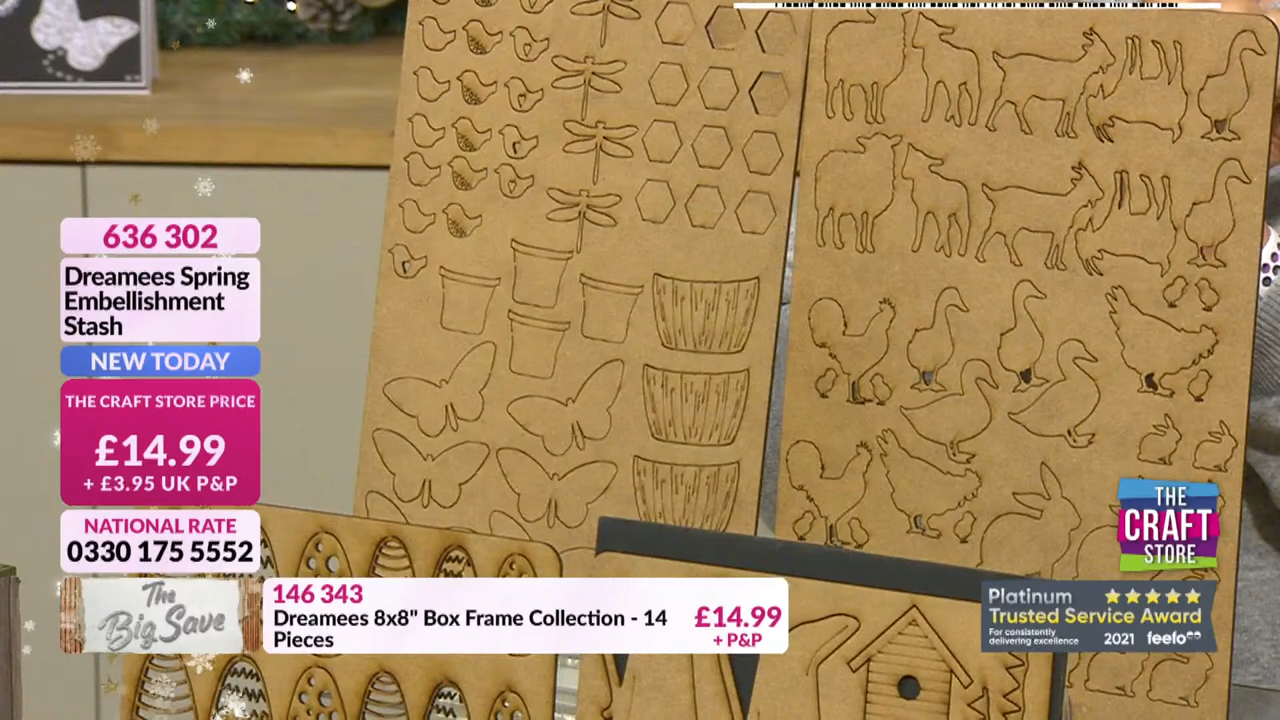 636 302
Dreamees Spring
Embellishment
Stash
NEW TODAY
THE CRAFT STORE PRICE
£14.99
+ £3.95 UK P&P
NATIONAL RATE
0330 175 5552
The
Big Save
146 343
Dreamees 8x8" Box Frame Collection - 14
Pieces
£14.99
+ P&P
THE
CRAFT
STORE
Platinum
Trusted Service Award
For consistently
delivering excellence
2021 feefo